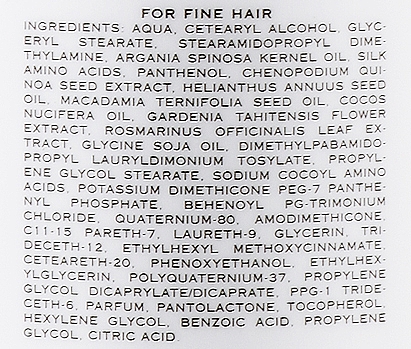 FOR FINE HAIR
INGREDIENTS: AQUA, CETEARYL ALCOHOL, GLYC-
ERYL STEARATE, STEARAMIDOPROPYL DIME-
THYLAMINE, ARGANIA SPINOSA KERNEL OIL, SILK
AMINO ACIDS, PANTHENOL, CHENOPODIUM QUI-
NOA SEED EXTRACT, HELIANTHUS ANNUUS SEED
OIL, MACADAMIA TERNIFOLIA SEED OIL, COCOS
NUCIFERA OIL, GARDENIA TAHITENSIS FLOWER
EXTRACT, ROSMARINUS OFFICINALIS LEAF EX-
TRACT, GLYCINE SOJA OIL, DIMETHYLPABAMIDO-
PROPYL LAURYLDIMONIUM TOSYLATE, PROPYL-
ENE GLYCOL STEARATE, SODIUM COCOYL AMINO
ACIDS, POTASSIUM DIMETHICONE PEG-7 PANTHE-
NYL PHOSPHATE, BEHENOYL PG-TRIMONIUM
CHLORIDE, QUATERNIUM-80, AMODIMETHICONE,
C11-15 PARETH-7, LAURETH-9, GLYCERIN, TRI-
DECETH-12, ETHYLHEXYL METHOXYCINNAMATE,
CETEARETH-20, PHENOXYETHANOL, ETHYLHEX-
YLGLYCERIN, POLYQUATERNIUM-37, PROPYLENE
GLYCOL DICAPRYLATE/DICAPRATE, PPG-1 TRIDE-
CETH-6, PARFUM, PANTOLACTONE, TOCOPHEROL,
HEXYLENE GLYCOL, BENZOIC ACID, PROPYLENE
GLYCOL, CITRIC ACID.